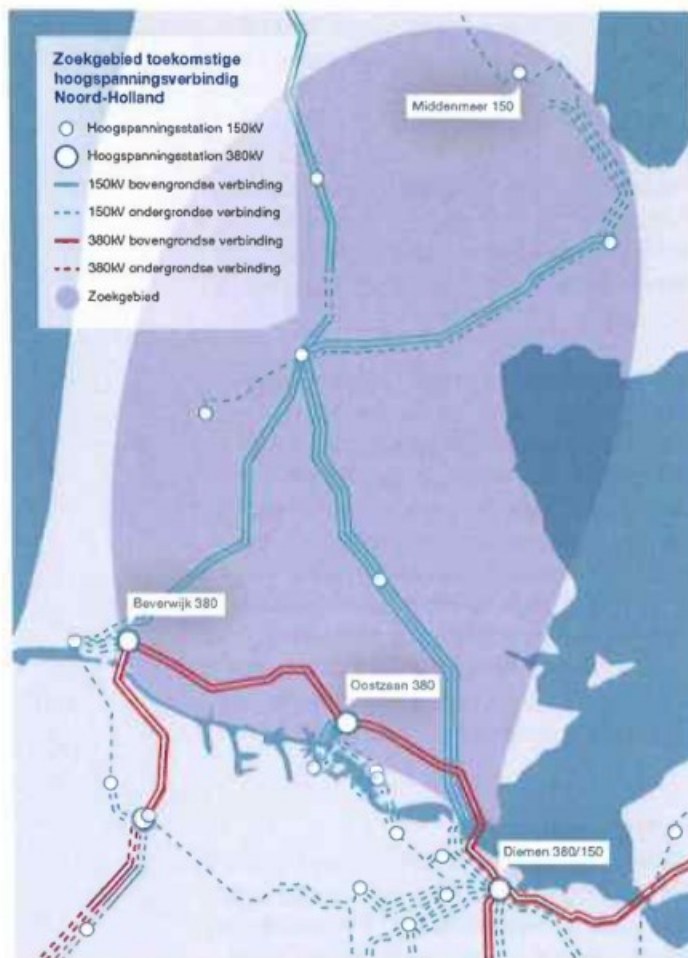 Zoekgebied toekomstige
hoogspanningsverbindig
Noord-Holland
Hoogspanningsstation 150kV
Hoogspanningsstation 380kV
150kV bovengrondse verbinding
150kV ondergrondse verbinding
380kV bovengrondse verbinding
380kV ondergrondse verbinding
Zoekgebied
Middenmeer 150
Beverwijk 380
Oostzaan 380
Diemen 380/150